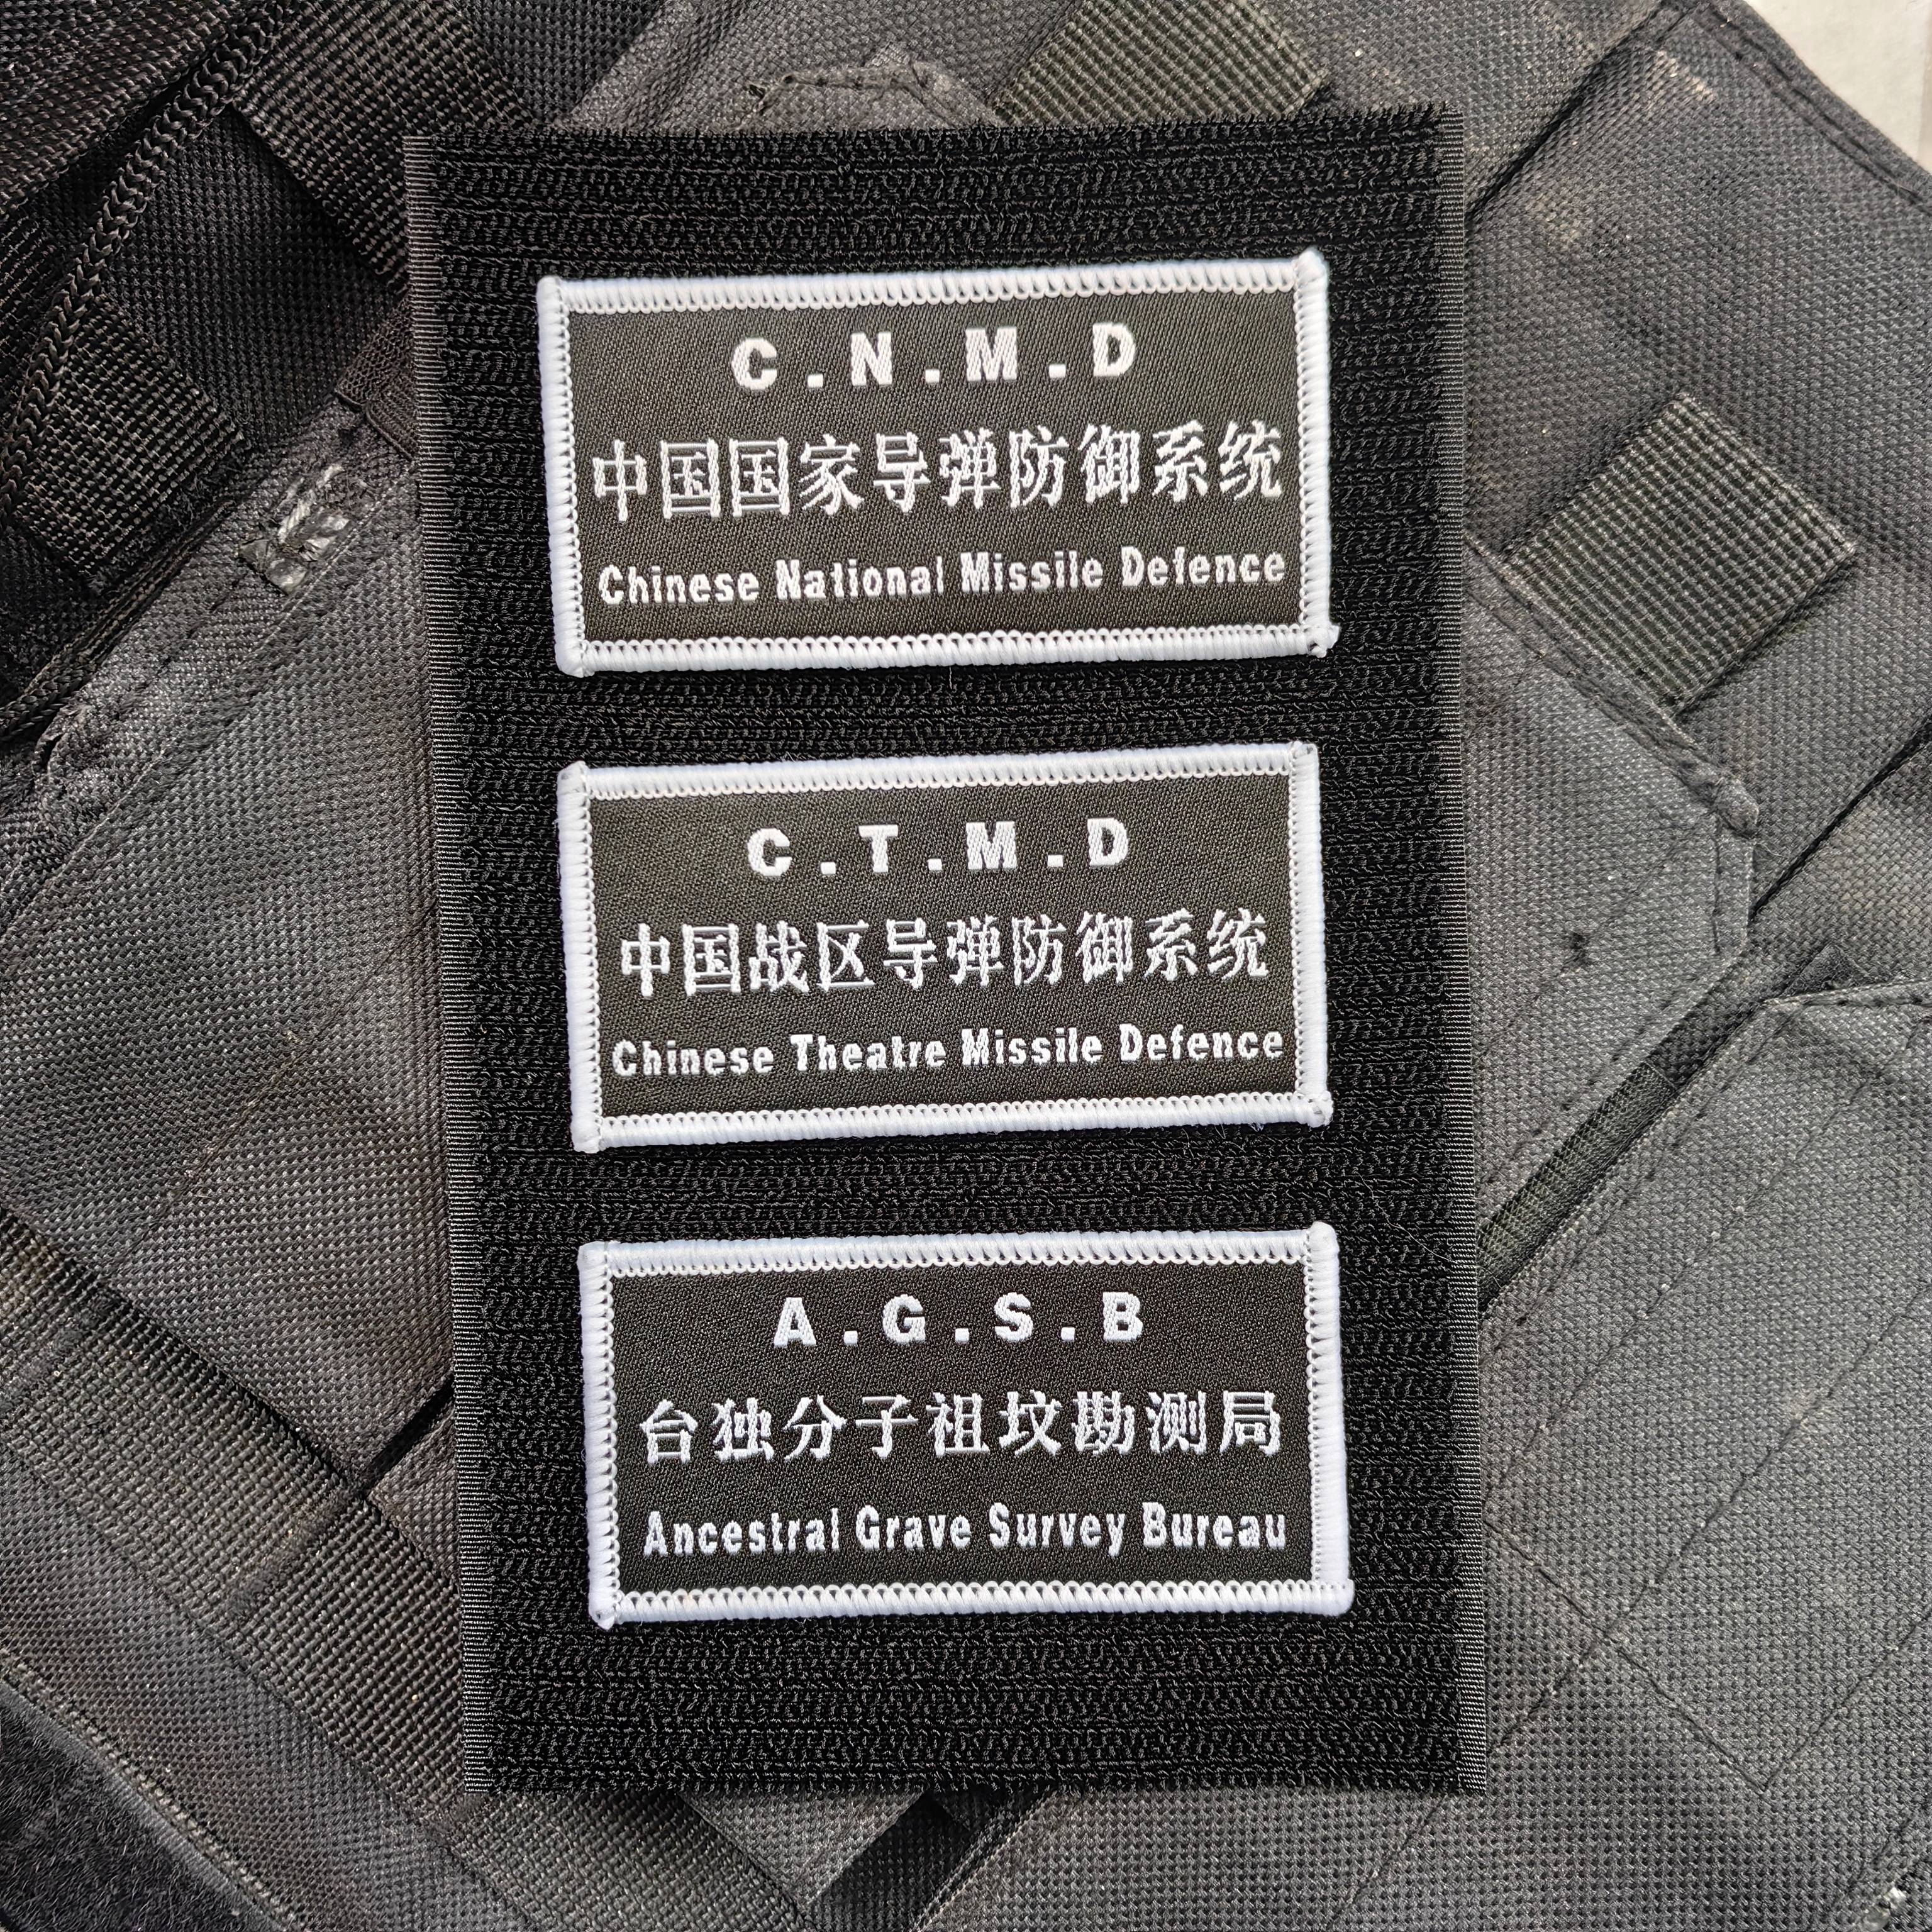 C.N.M.D
中国国家导弹防御系统
Chinese National Missile Defence
C.T.M.D
中国战区导弹防御系统
Chinese Theatre Missile Defence
A.G.S.B
台独分子祖坟勘测局
Ancestral Grave Survey Bureau